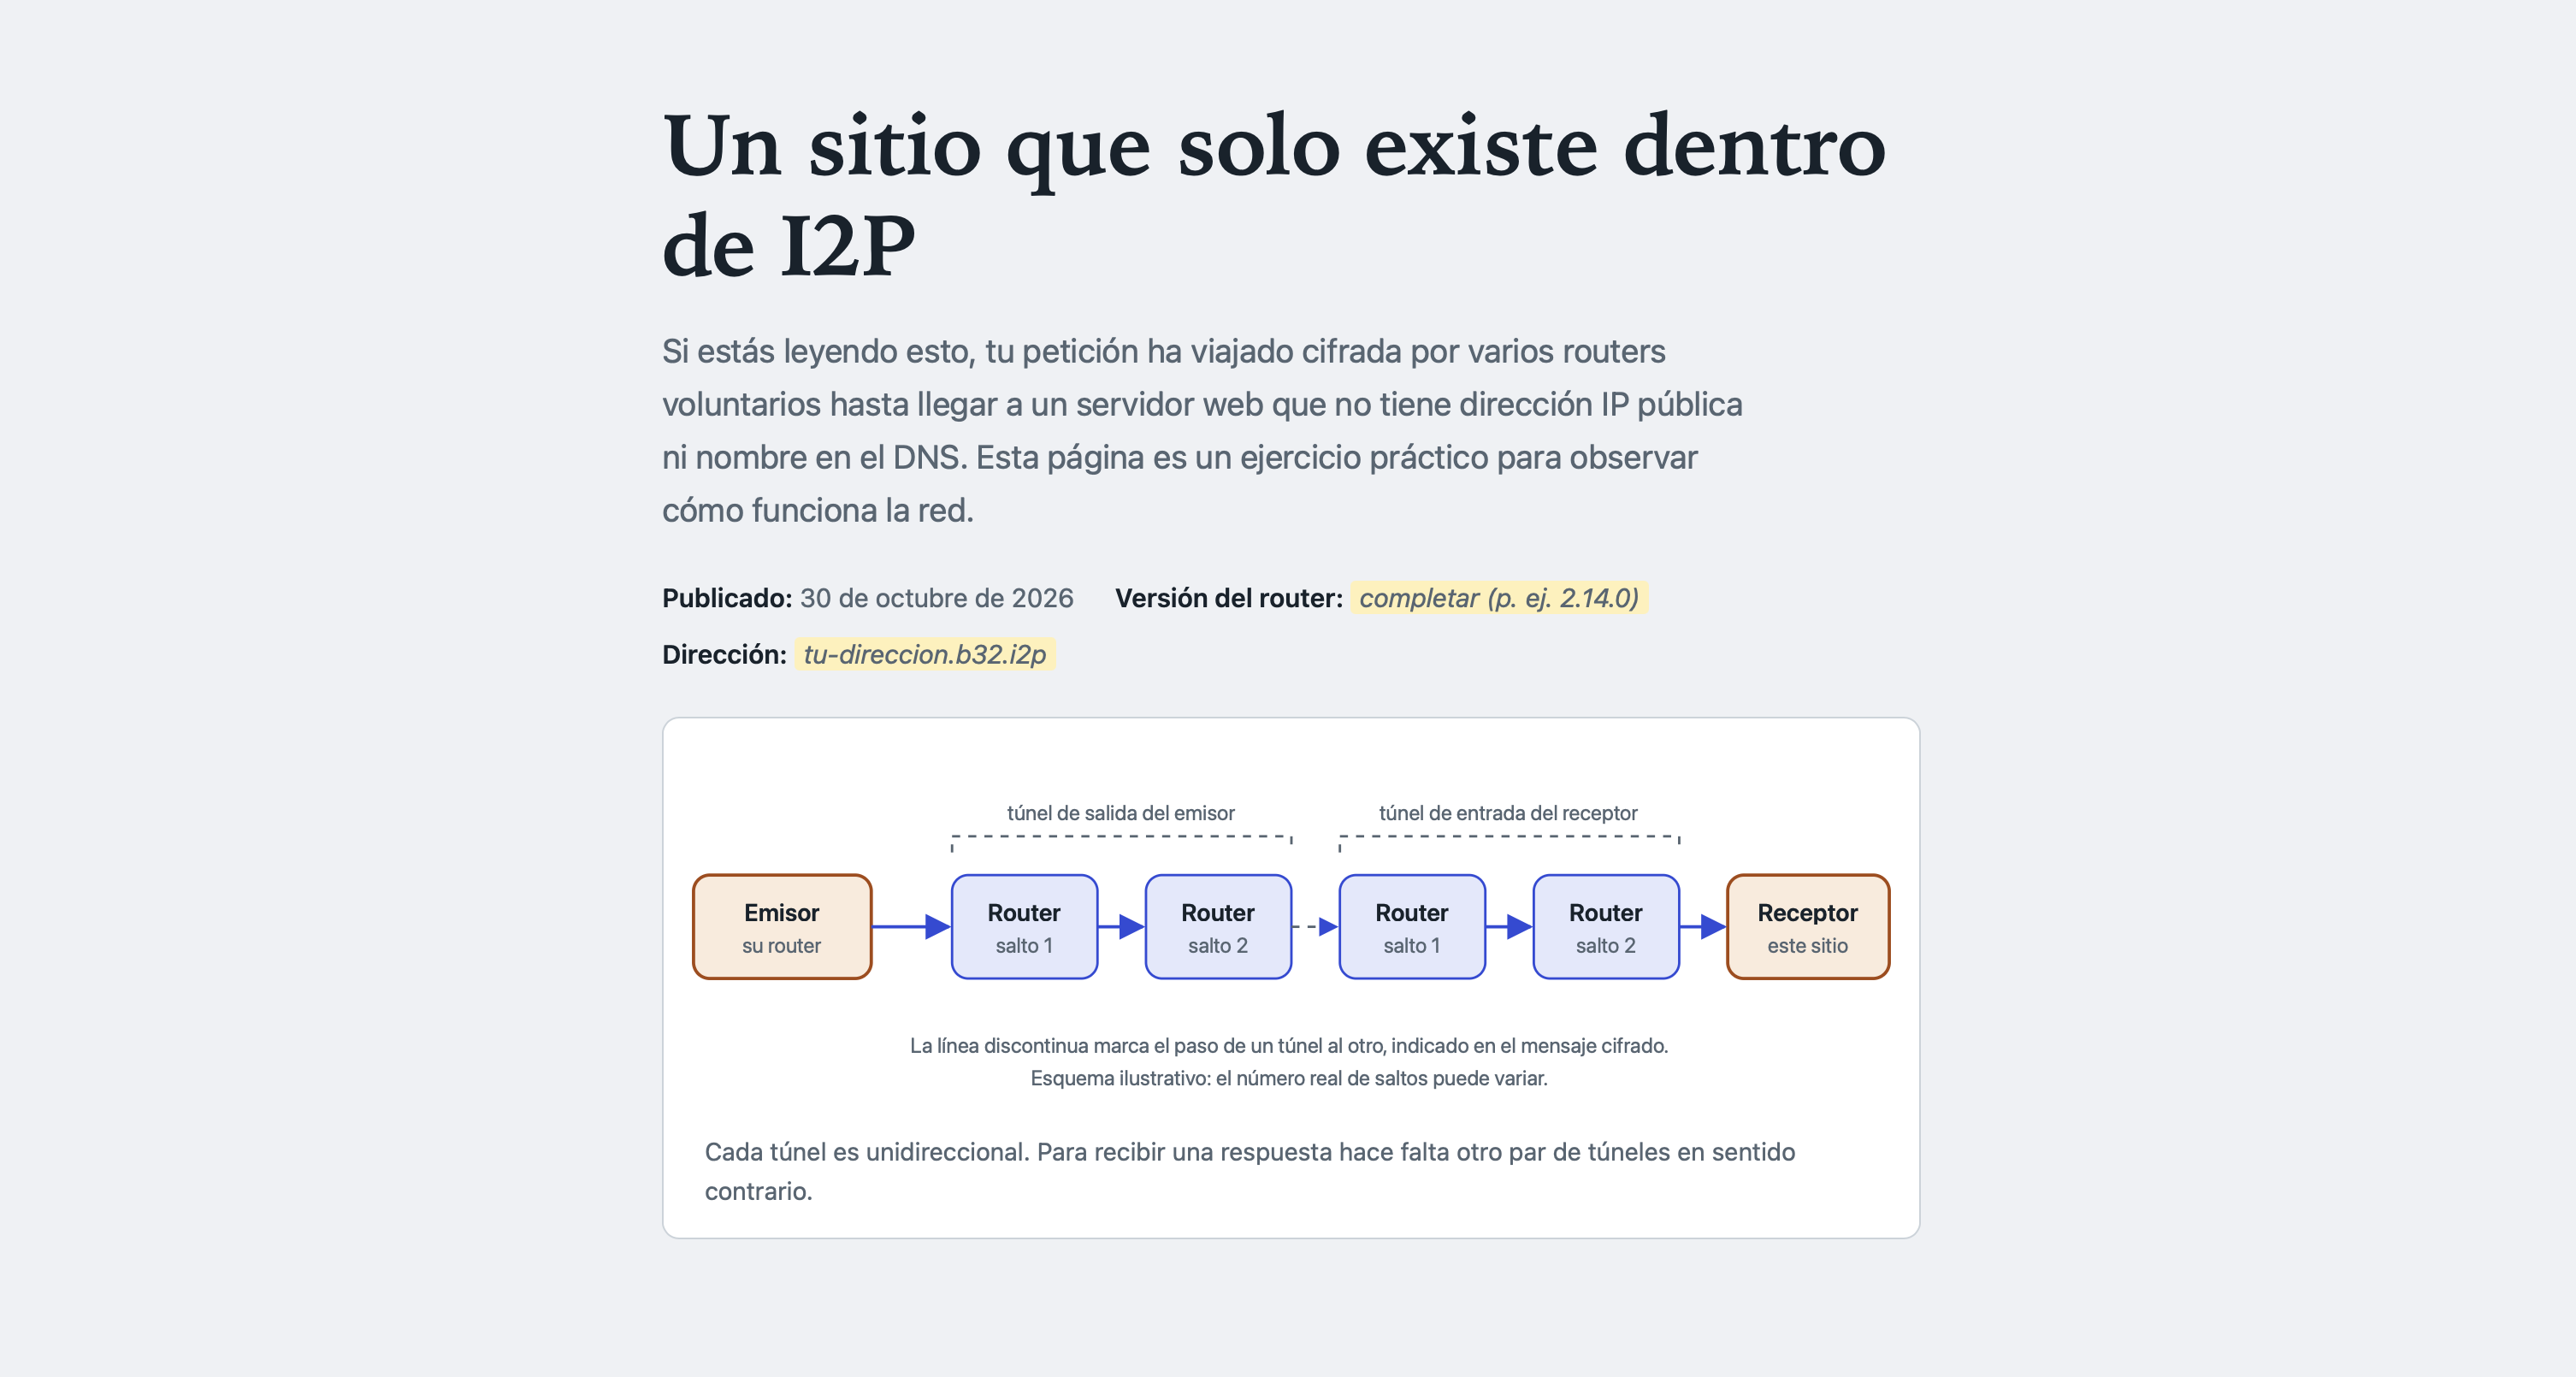 Un sitio que solo existe dentro
de I2P
Si estás leyendo esto, tu petición ha viajado cifrada por varios routers
voluntarios hasta llegar a un servidor web que no tiene dirección IP pública
ni nombre en el DNS. Esta página es un ejercicio práctico para observar
cómo funciona la red.
Publicado: 30 de octubre de 2026 Versión del router: completar (p. ej. 2.14.0)
Dirección: tu-direccion.b32.i2p
túnel de salida del emisor
túnel de entrada del receptor
Emisor
su router
Router
salto 1
Router
salto 2
Router
salto 1
Router
salto 2
Receptor
este sitio
La línea discontinua marca el paso de un túnel al otro, indicado en el mensaje cifrado.
Esquema ilustrativo: el número real de saltos puede variar.
Cada túnel es unidireccional. Para recibir una respuesta hace falta otro par de túneles en sentido
contrario.